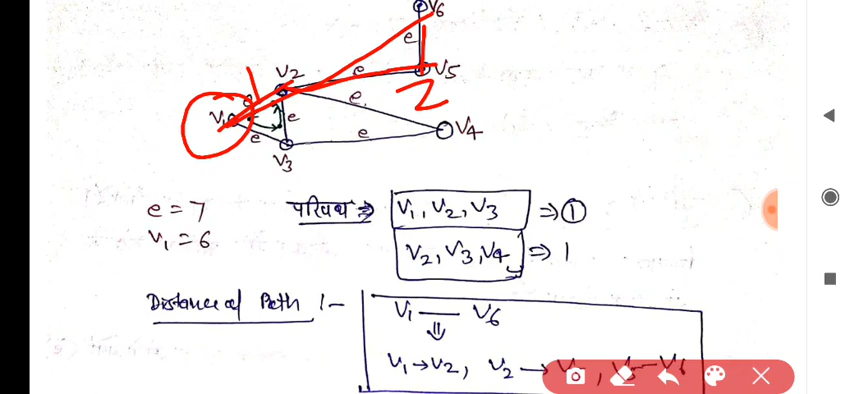 V6
e
V2
e
V5
2
e
V1
e
e
e
V4
V3
e = 7
V1 = 6
परिपथ ⇒ V1, V2, V3 ⇒ ①
V2, V3, V4 ⇒ 1
Distance of Path :-
V1 — V6
⇓
V1 → V2, V2 →